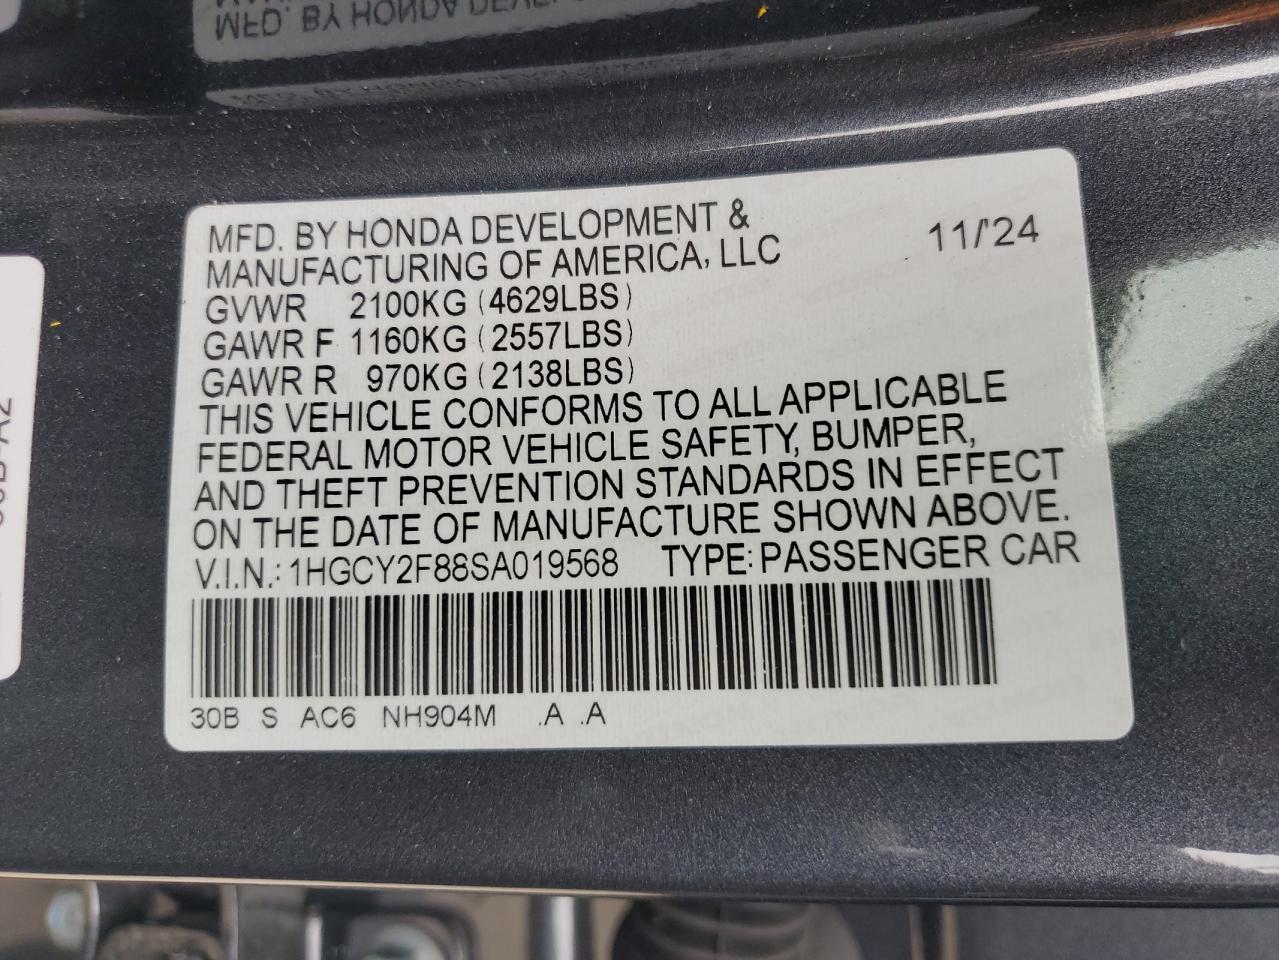 MFD. BY HONDA DEVEL
MFD. BY HONDA DEVELOPMENT &
MANUFACTURING OF AMERICA, LLC
11/'24
GVWR 2100KG (4629LBS)
GAWR F 1160KG (2557LBS)
GAWR R 970KG (2138LBS)
THIS VEHICLE CONFORMS TO ALL APPLICABLE
FEDERAL MOTOR VEHICLE SAFETY, BUMPER,
AND THEFT PREVENTION STANDARDS IN EFFECT
ON THE DATE OF MANUFACTURE SHOWN ABOVE.
V.I.N.: 1HGCY2F88SA019568 TYPE: PASSENGER CAR
30B S AC6 NH904M .A .A